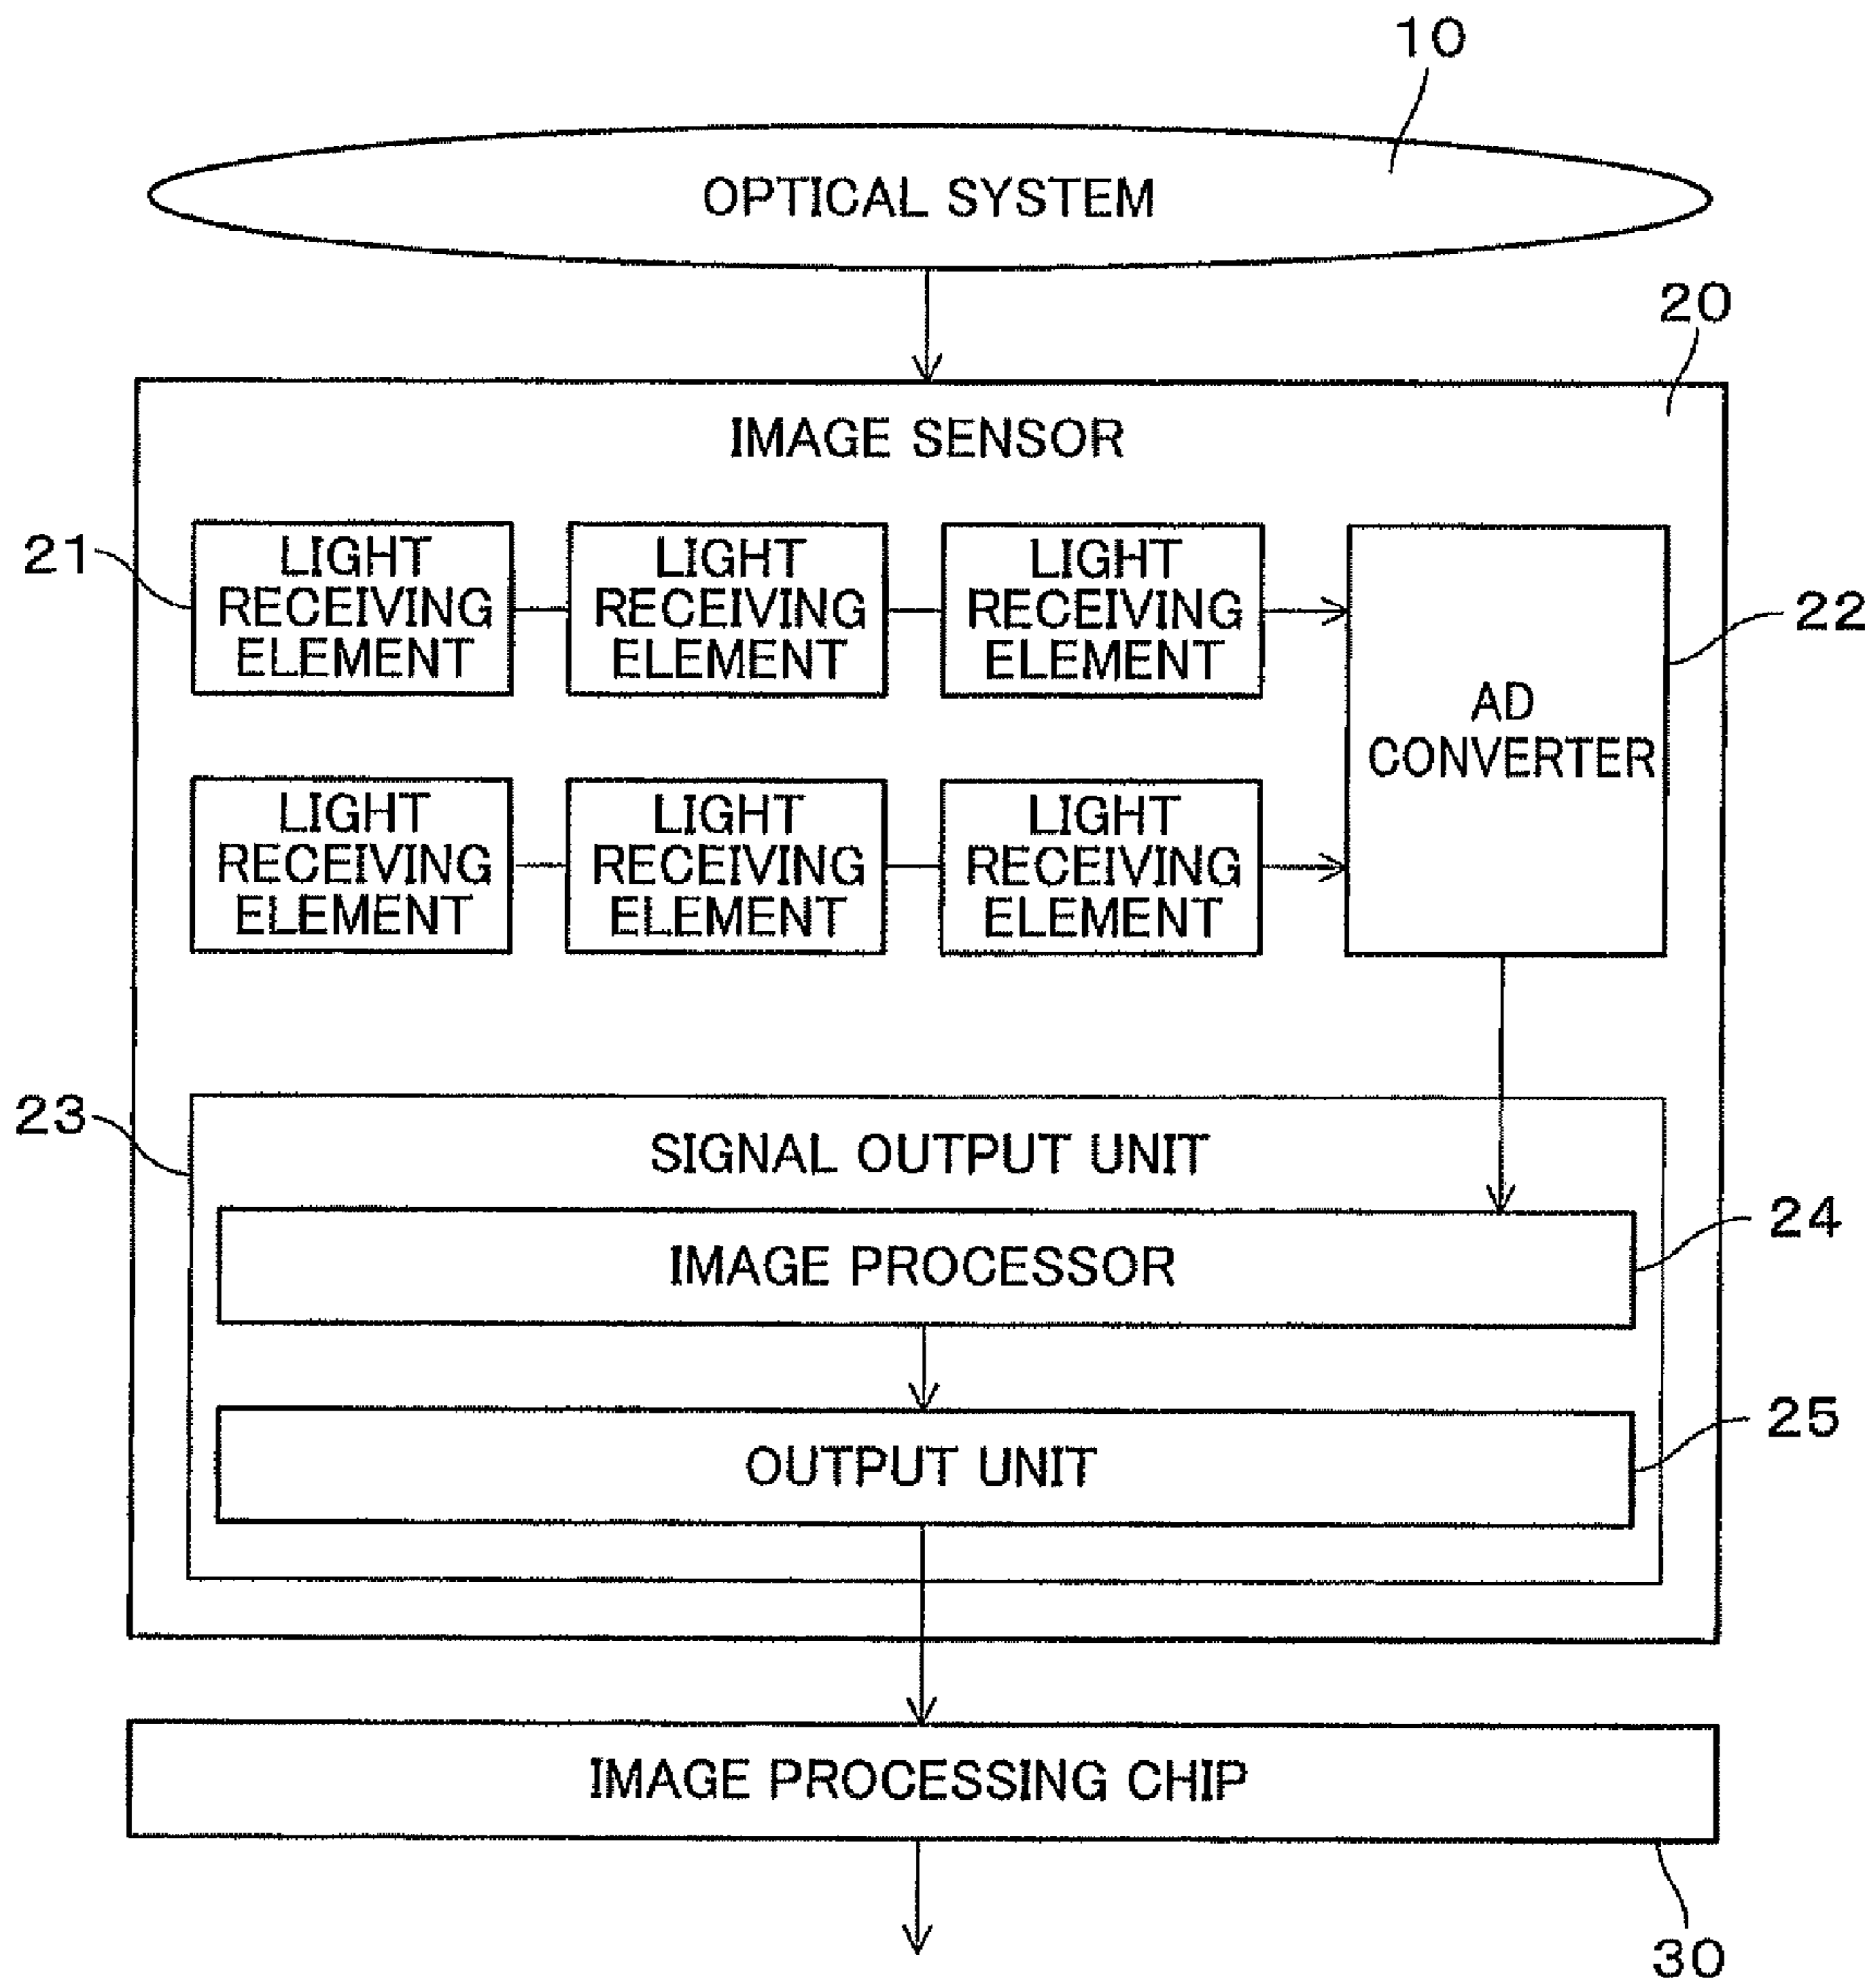 10
OPTICAL SYSTEM
20
IMAGE SENSOR
21
LIGHT
RECEIVING
ELEMENT
LIGHT
RECEIVING
ELEMENT
LIGHT
RECEIVING
ELEMENT
22
AD
CONVERTER
LIGHT
RECEIVING
ELEMENT
LIGHT
RECEIVING
ELEMENT
LIGHT
RECEIVING
ELEMENT
23
SIGNAL OUTPUT UNIT
24
IMAGE PROCESSOR
25
OUTPUT UNIT
IMAGE PROCESSING CHIP
30